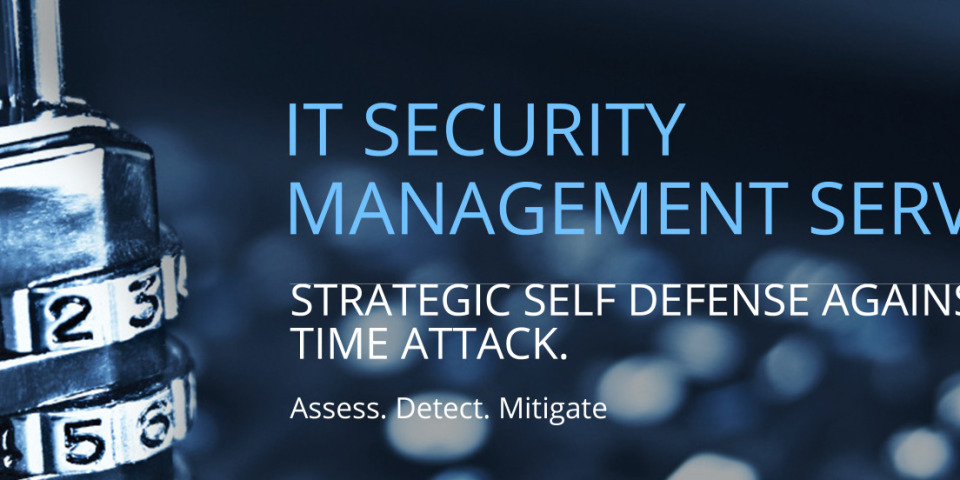 IT SECURITY
MANAGEMENT SERV
STRATEGIC SELF DEFENSE AGAINS
TIME ATTACK.
Assess. Detect. Mitigate
2 3
5 6